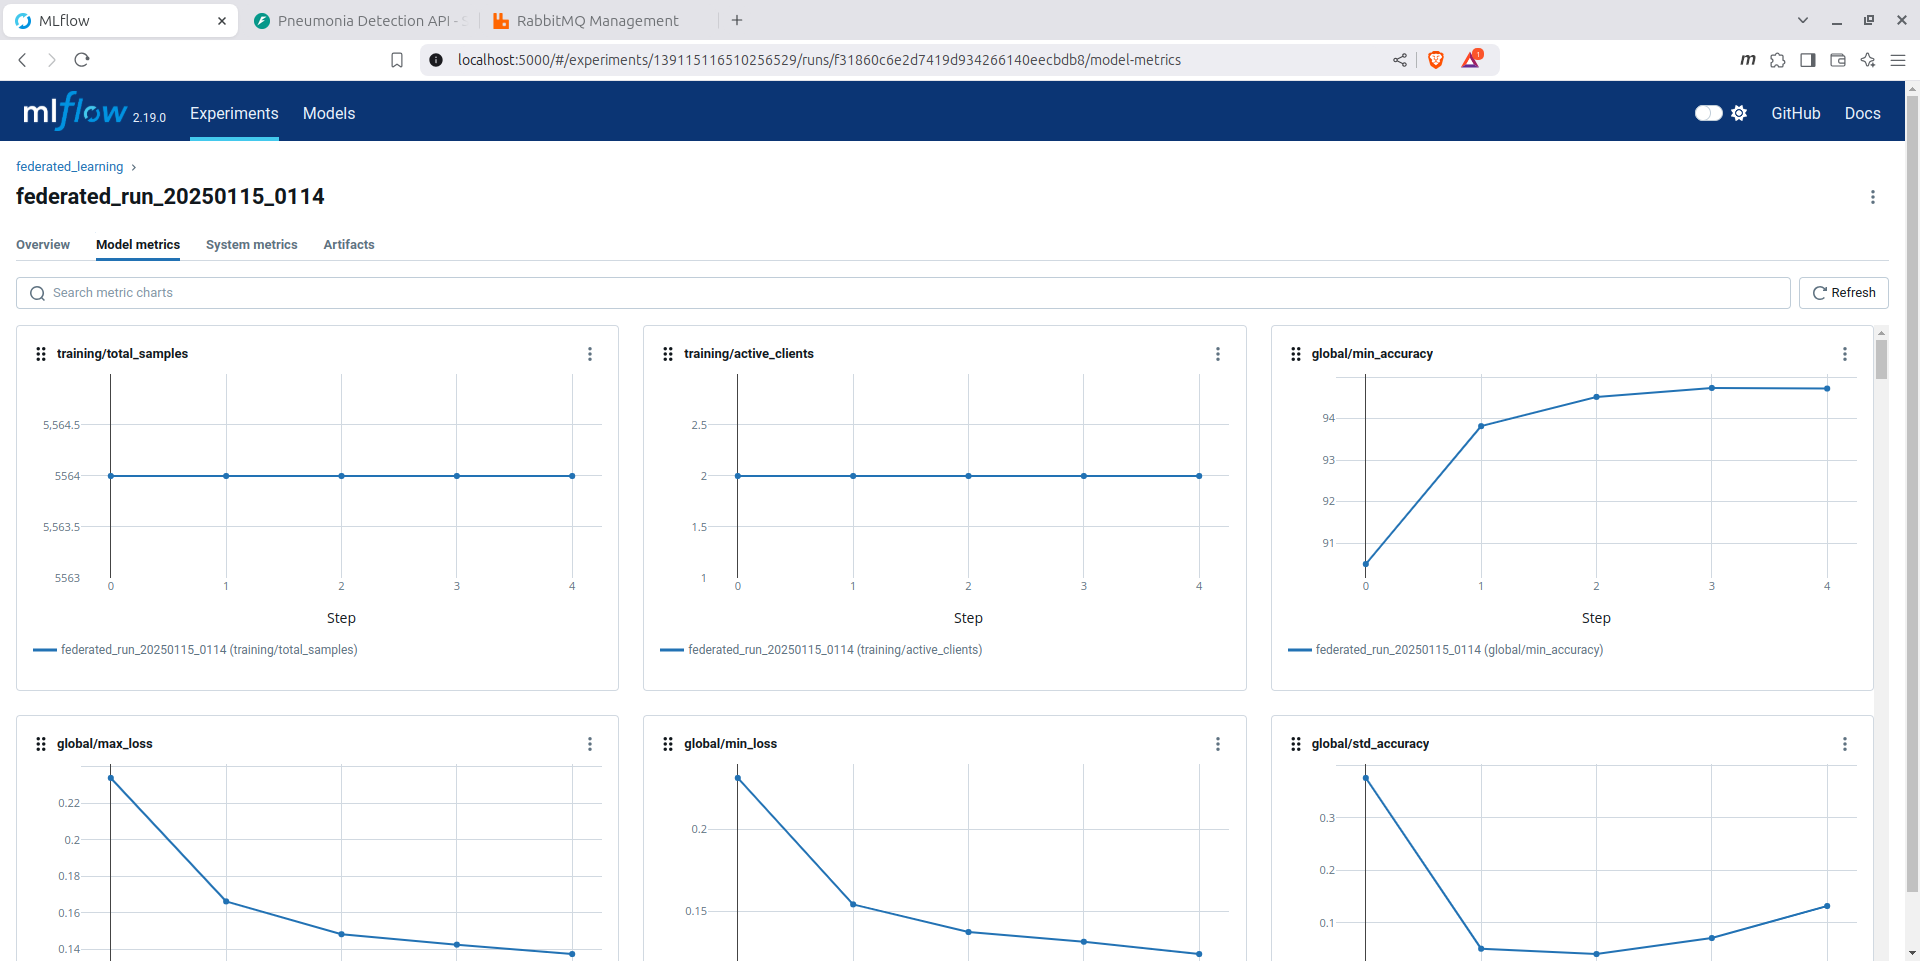 MLflow
Pneumonia Detection API - S
RabbitMQ Management
localhost:5000/#/experiments/139115116510256529/runs/f31860c6e2d7419d934266140eecbdb8/model-metrics
1
m
mlflow 2.19.0
Experiments
Models
GitHub
Docs
federated_learning
federated_run_20250115_0114
Overview
Model metrics
System metrics
Artifacts
Search metric charts
Refresh
training/total_samples
5,564.5
5564
5,563.5
5563
0 1 2 3 4
Step
federated_run_20250115_0114 (training/total_samples)
training/active_clients
2.5
2
1.5
1
0 1 2 3 4
Step
federated_run_20250115_0114 (training/active_clients)
global/min_accuracy
94
93
92
91
0 1 2 3 4
Step
federated_run_20250115_0114 (global/min_accuracy)
global/max_loss
0.22
0.2
0.18
0.16
0.14
global/min_loss
0.2
0.15
global/std_accuracy
0.3
0.2
0.1